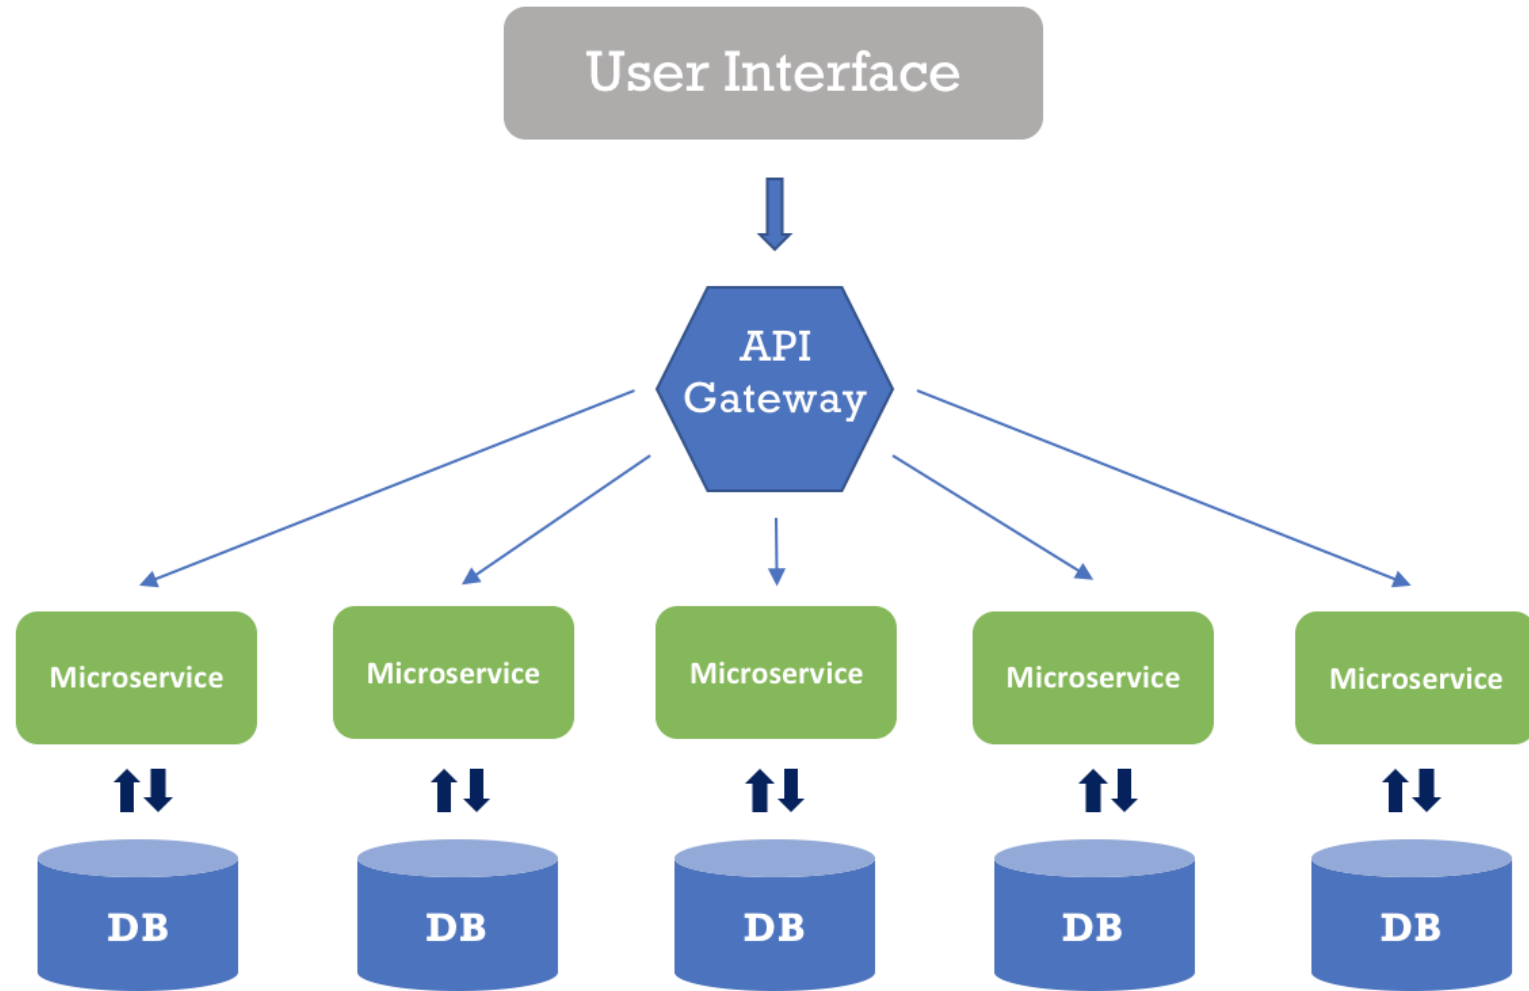 User Interface
API
Gateway
Microservice
Microservice
Microservice
Microservice
Microservice
DB
DB
DB
DB
DB